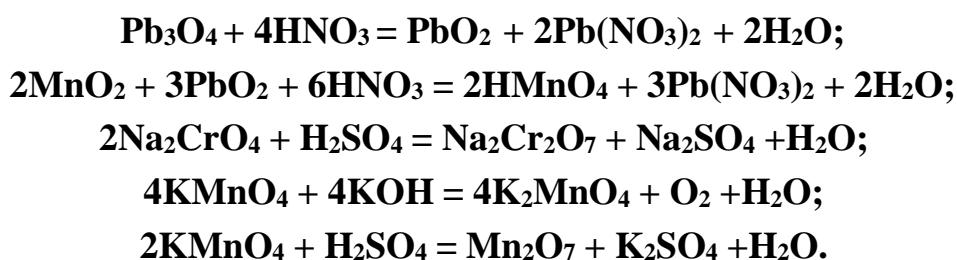 Pb₃O₄ + 4HNO₃ = PbO₂ + 2Pb(NO₃)₂ + 2H₂O;
2MnO₂ + 3PbO₂ + 6HNO₃ = 2HMnO₄ + 3Pb(NO₃)₂ + 2H₂O;
2Na₂CrO₄ + H₂SO₄ = Na₂Cr₂O₇ + Na₂SO₄ +H₂O;
4KMnO₄ + 4KOH = 4K₂MnO₄ + O₂ +H₂O;
2KMnO₄ + H₂SO₄ = Mn₂O₇ + K₂SO₄ +H₂O.